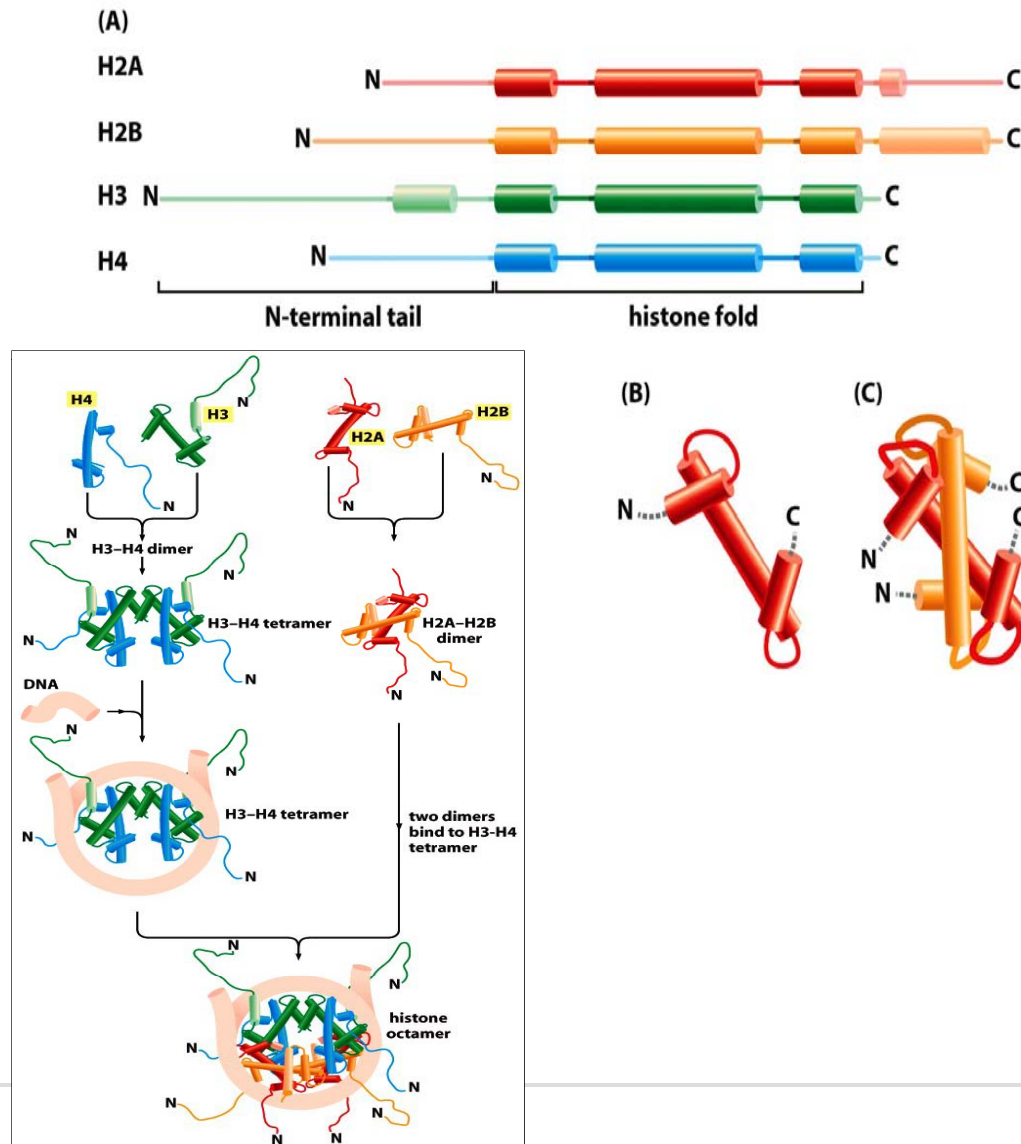 (A)
H2A
N
C
H2B
N
C
H3
N
C
H4
N
C
N-terminal tail
histone fold
H4
H3
N
N
H2A
N
H2B
N
N
H3–H4 dimer
N
N
H3–H4 tetramer
N
H2A–H2B
dimer
N
N
DNA
N
N
N
H3–H4 tetramer
N
two dimers
bind to H3-H4
tetramer
N
N
histone
octamer
N
N
N
N
N
N
(B)
N
C
(C)
C
C
N
N